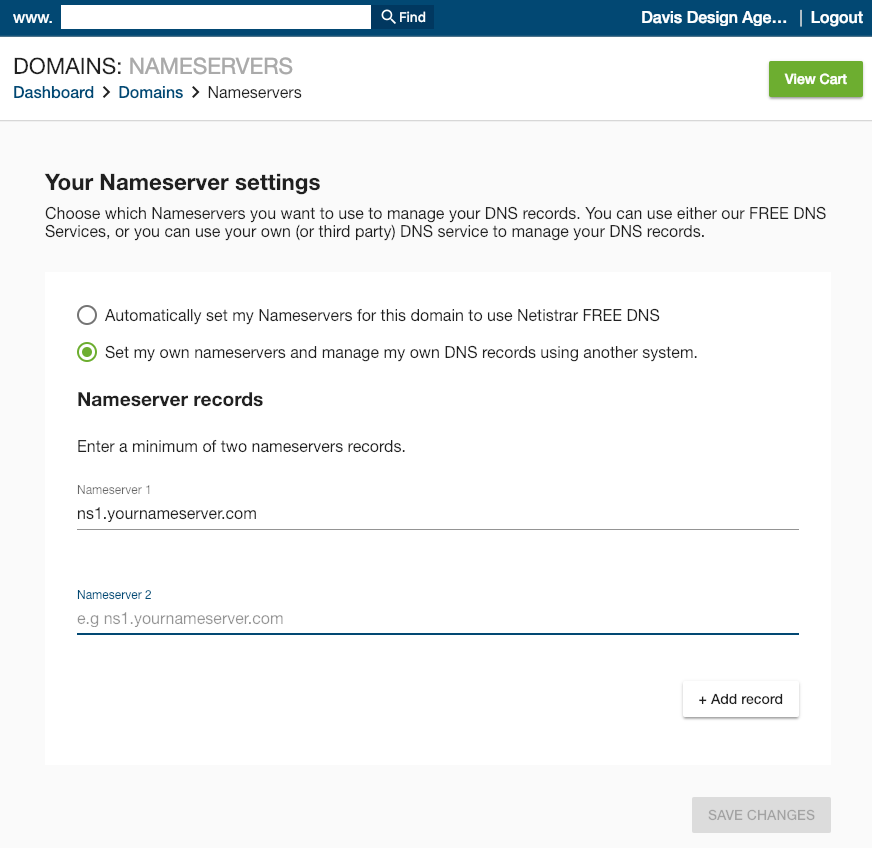 www. Find Davis Design Age... | Logout
DOMAINS: NAMESERVERS
View Cart
Dashboard > Domains > Nameservers
Your Nameserver settings
Choose which Nameservers you want to use to manage your DNS records. You can use either our FREE DNS
Services, or you can use your own (or third party) DNS service to manage your DNS records.
Automatically set my Nameservers for this domain to use Netistrar FREE DNS
Set my own nameservers and manage my own DNS records using another system.
Nameserver records
Enter a minimum of two nameservers records.
Nameserver 1
ns1.yournameserver.com
Nameserver 2
e.g ns1.yournameserver.com
+ Add record
SAVE CHANGES